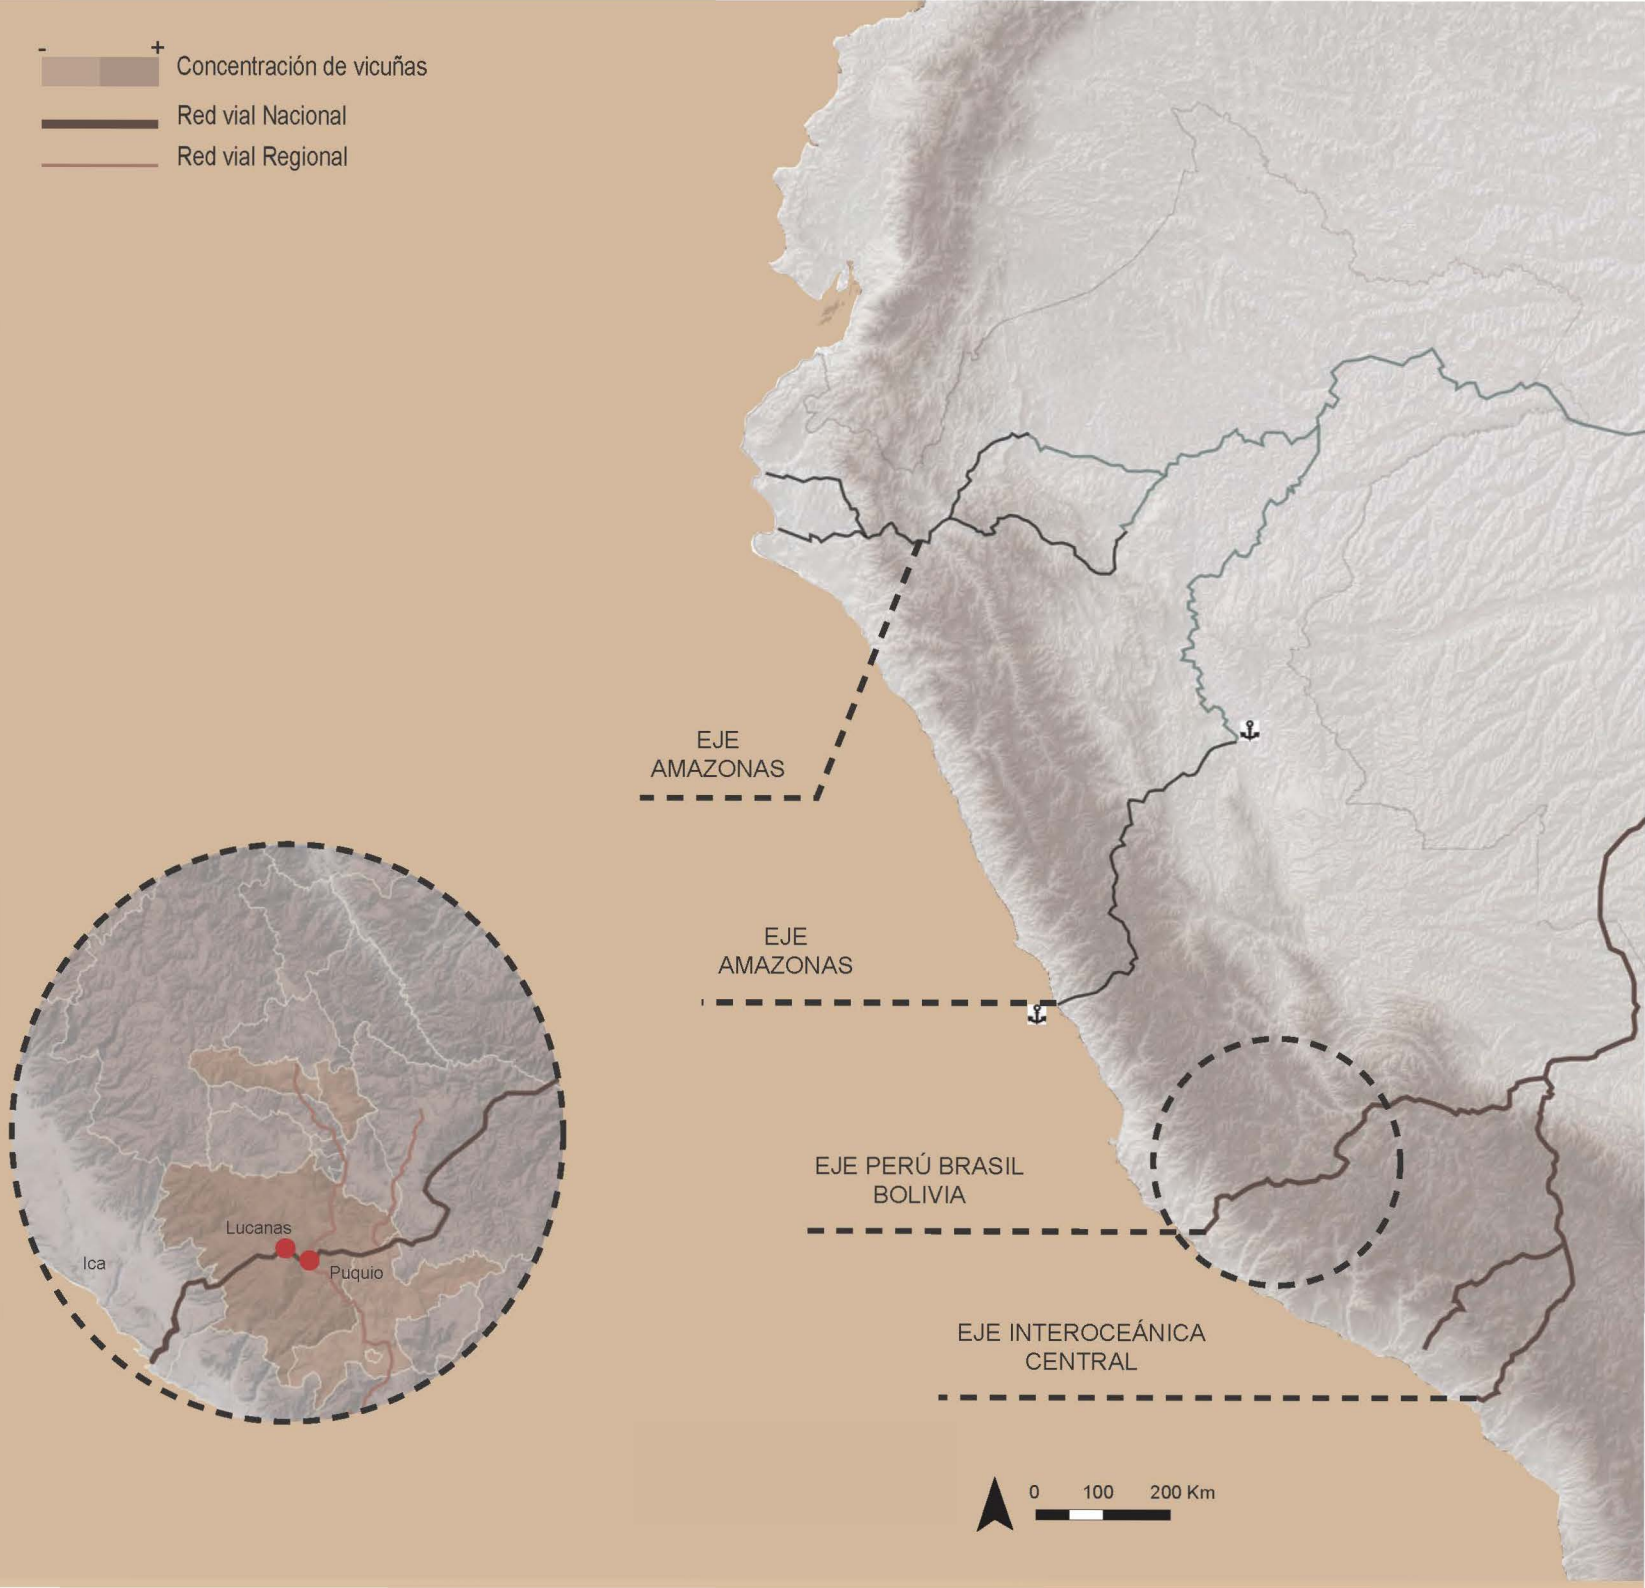 - +
Concentración de vicuñas
Red vial Nacional
Red vial Regional
EJE
AMAZONAS
EJE
AMAZONAS
EJE PERÚ BRASIL
BOLIVIA
EJE INTEROCEÁNICA
CENTRAL
Lucanas
Ica
Puquio
0 100 200 Km